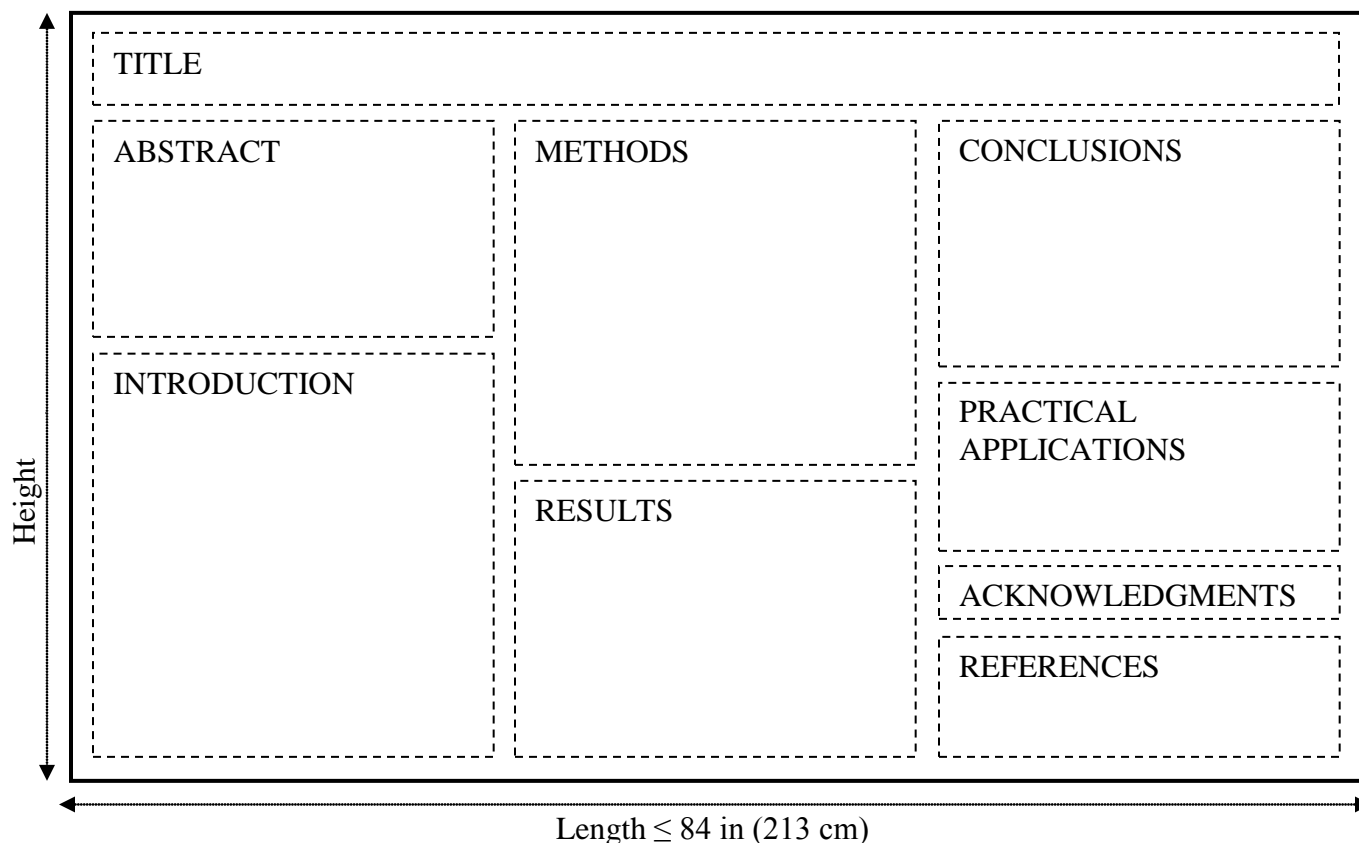 TITLE
ABSTRACT
INTRODUCTION
METHODS
RESULTS
CONCLUSIONS
PRACTICAL
APPLICATIONS
ACKNOWLEDGMENTS
REFERENCES
Height
Length ≤ 84 in (213 cm)